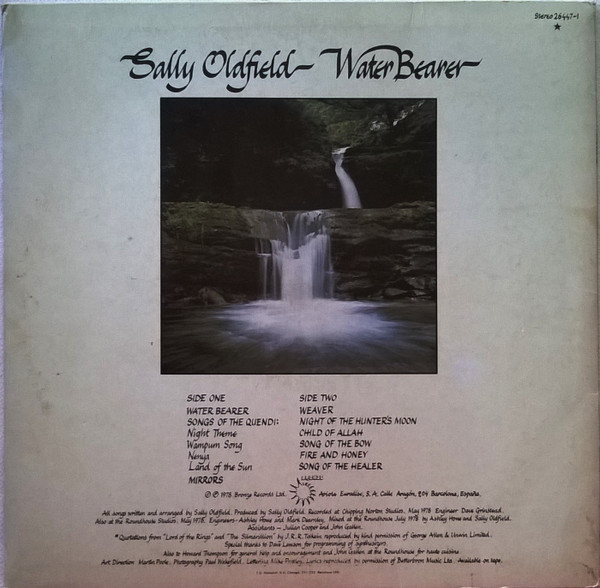 Stereo 26447-I
★
Sally Oldfield – Water Bearer
SIDE ONE
WATER BEARER
SONGS OF THE QUENDI:
Night Theme
Wampum Song
Nenya
Land of the Sun
MIRRORS
SIDE TWO
WEAVER
NIGHT OF THE HUNTER'S MOON
CHILD OF ALLAH
SONG OF THE BOW
FIRE AND HONEY
SONG OF THE HEALER
© ℗ 1978 Bronze Records Ltd. Ariola Eurodisc, S.A. Calle Aragón, 204 Barcelona, España.
All songs written and arranged by Sally Oldfield. Produced by Sally Oldfield. Recorded at Chipping Norton Studios, May 1978. Engineer Dave Grinstead.
Also at the Roundhouse Studios, May 1978. Engineers - Ashley Howe and Mark Dearnley. Mixed at the Roundhouse July 1978 by Ashley Howe and Sally Oldfield.
Assistants - Julian Cooper and John Gallen.
*Quotations from "Lord of the Rings" and "The Silmarillion" by J.R.R. Tolkien, reproduced by kind permission of George Allen & Unwin Limited.
Special thanks to Dave Lawson for programming of synthesizers.
Also to Howard Thompson for general help and encouragement and John Gallen, at the Roundhouse for haute cuisine.
Art Direction Martin Poole. Photography Paul Wakefield. Lettering Mike Pratley. Lyrics reproduced by permission of Butterfront Music Ltd. Available on tape.